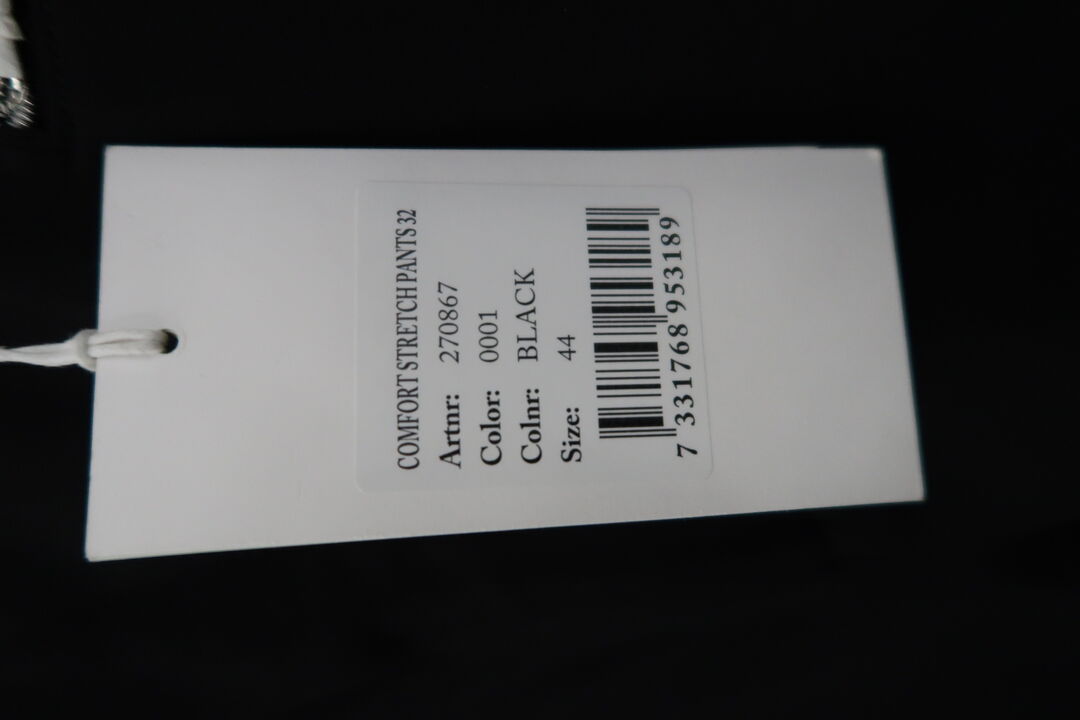 COMFORT STRETCH PANTS 32
Artnr: 270867
Color: 0001
Colnr: BLACK
Size: 44
7 331768 953189